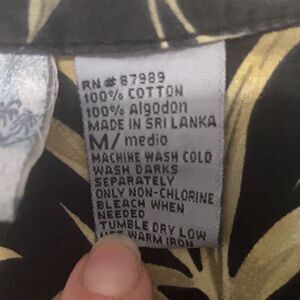 RN# 87989
100% COTTON
100% Algodon
MADE IN SRI LANKA
M/ medio
MACHINE WASH COLD
WASH DARKS
SEPARATELY
ONLY NON-CHLORINE
BLEACH WHEN
NEEDED
TUMBLE DRY LOW
WARM IRON